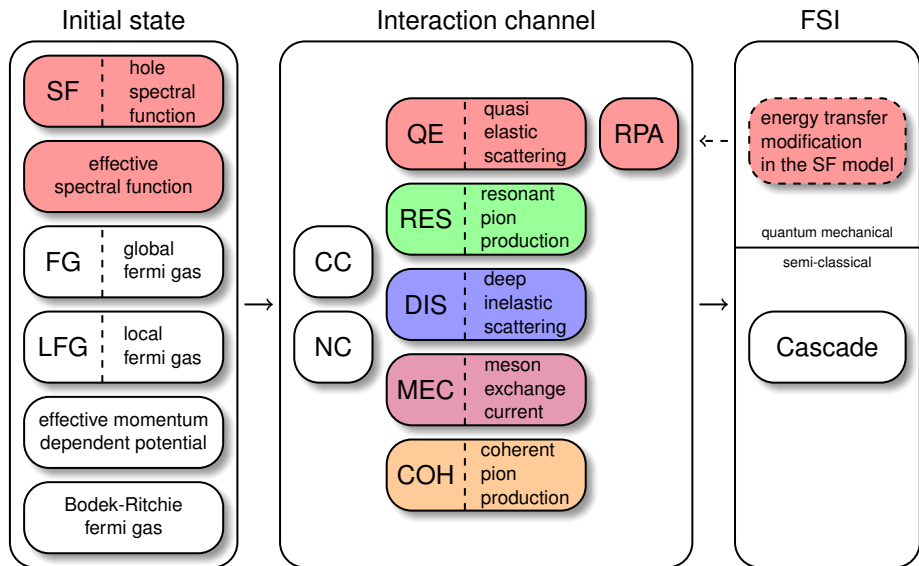 Initial state
SF
hole
spectral
function
effective
spectral function
FG
global
fermi gas
LFG
local
fermi gas
effective momentum
dependent potential
Bodek-Ritchie
fermi gas
Interaction channel
CC
NC
QE
quasi
elastic
scattering
RPA
RES
resonant
pion
production
DIS
deep
inelastic
scattering
MEC
meson
exchange
current
COH
coherent
pion
production
FSI
energy transfer
modification
in the SF model
quantum mechanical
semi-classical
Cascade